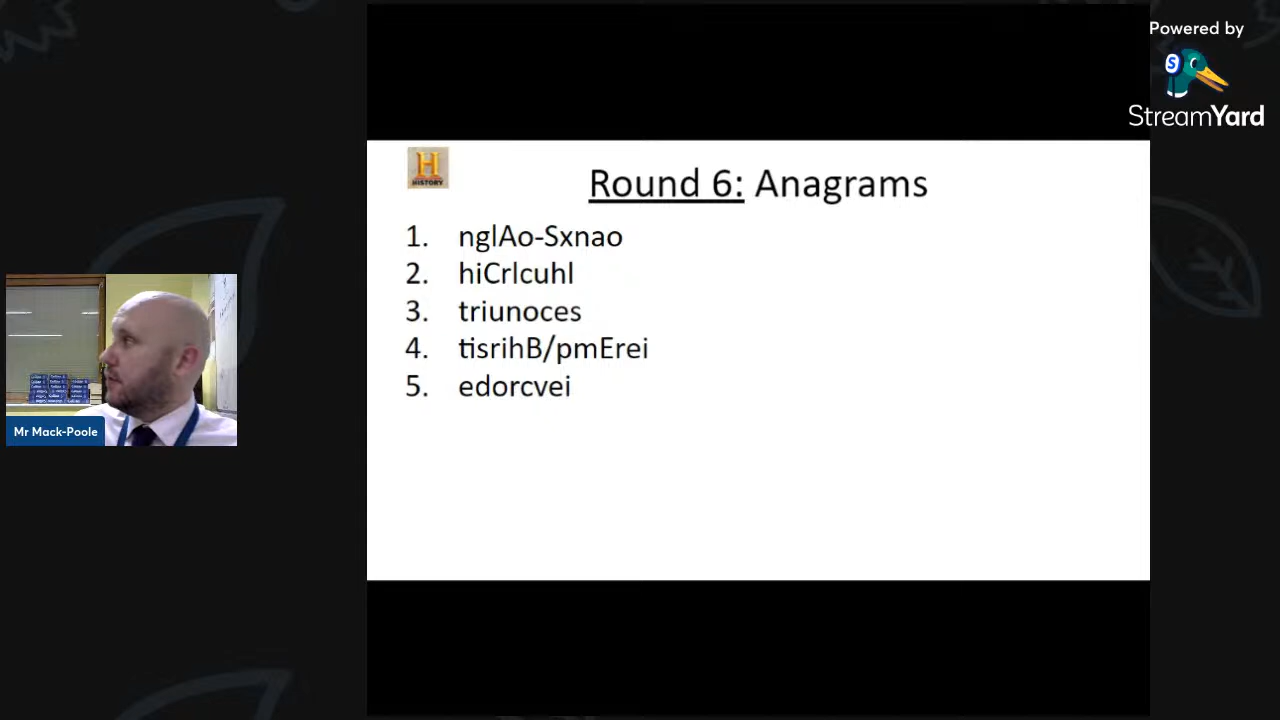 Powered by
StreamYard
HISTORY
Round 6: Anagrams
1. nglAo-Sxnao
2. hiCrlcuhl
3. triunoces
4. tisrihB/pmErei
5. edorcvei
Mr Mack-Poole